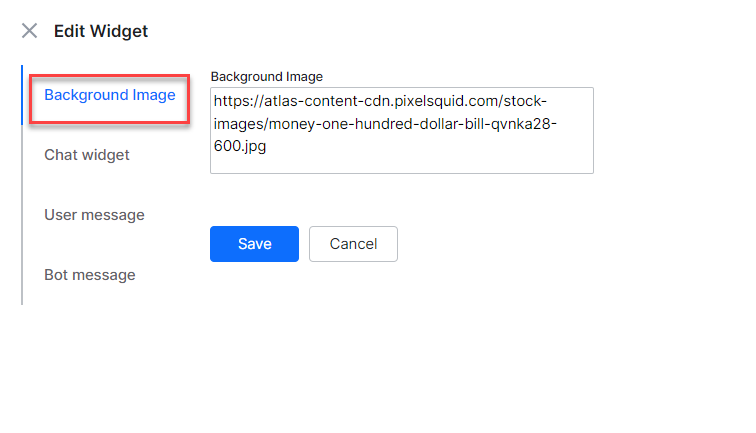 Edit Widget
Background Image
Chat widget
User message
Bot message
Background Image
https://atlas-content-cdn.pixelsquid.com/stock-
images/money-one-hundred-dollar-bill-qvnka28-
600.jpg
Save
Cancel